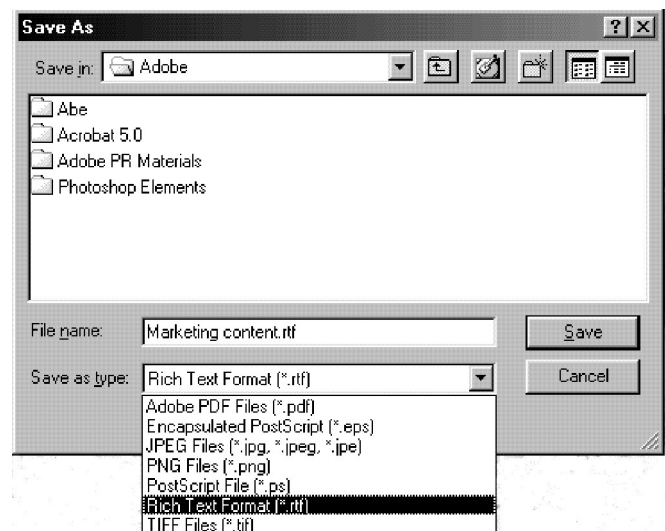 Save As
Save in: Adobe
Abe
Acrobat 5.0
Adobe PR Materials
Photoshop Elements
File name: Marketing content.rtf Save
Save as type: Rich Text Format (*.rtf) Cancel
Adobe PDF Files (*.pdf)
Encapsulated PostScript (*.eps)
JPEG Files (*.jpg, *.jpeg, *.jpe)
PNG Files (*.png)
PostScript File (*.ps)
Rich Text Format (*.rtf)
TIFF Files (*.tif)